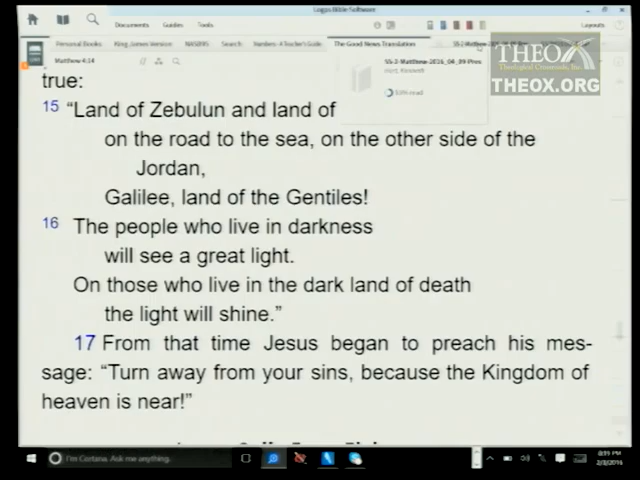 Logos Bible Software
Documents Guides Tools
Layouts
Personal Books King James Version NASB95 Search Numbers: A Teacher's Guide The Good News Translation
THEOX
THEOX.ORG
Matthew 4:14
true:
15 "Land of Zebulun and land of
on the road to the sea, on the other side of the
Jordan,
Galilee, land of the Gentiles!
16 The people who live in darkness
will see a great light.
On those who live in the dark land of death
the light will shine."
17 From that time Jesus began to preach his mes-
sage: "Turn away from your sins, because the Kingdom of
heaven is near!"
I'm Cortana. Ask me anything.